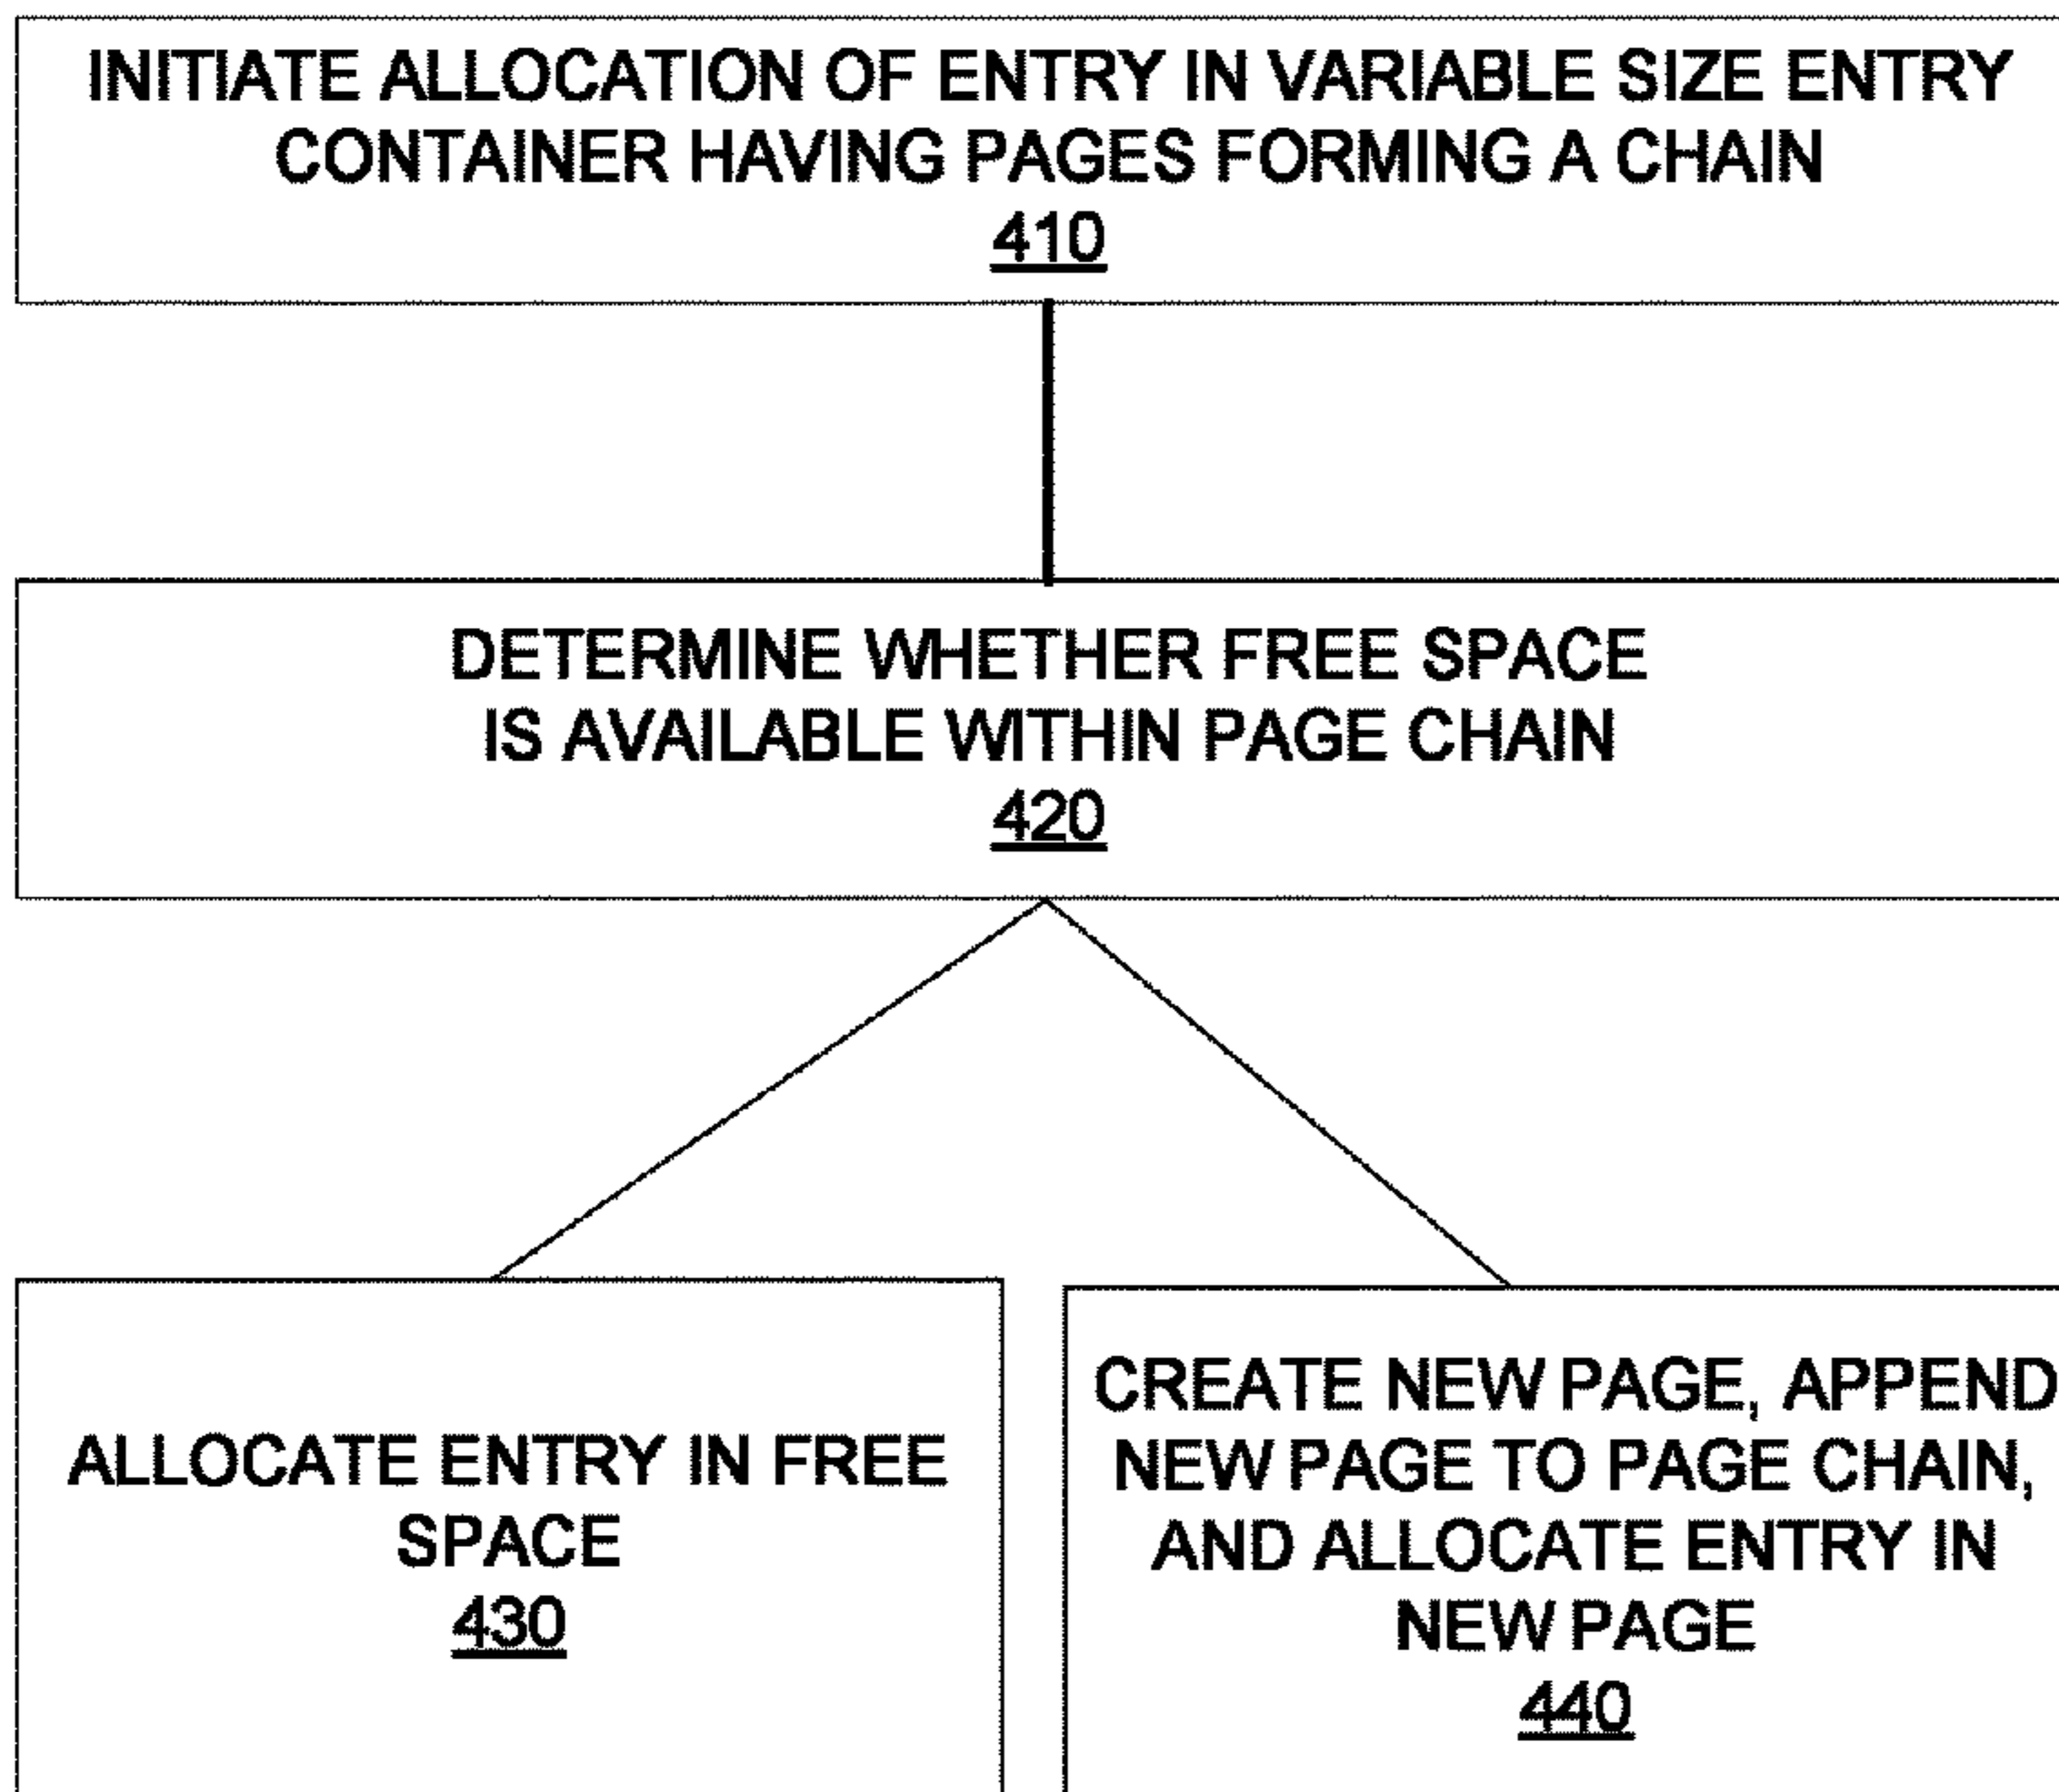 INITIATE ALLOCATION OF ENTRY IN VARIABLE SIZE ENTRY
CONTAINER HAVING PAGES FORMING A CHAIN
410
DETERMINE WHETHER FREE SPACE
IS AVAILABLE WITHIN PAGE CHAIN
420
ALLOCATE ENTRY IN FREE
SPACE
430
CREATE NEW PAGE, APPEND
NEW PAGE TO PAGE CHAIN,
AND ALLOCATE ENTRY IN
NEW PAGE
440